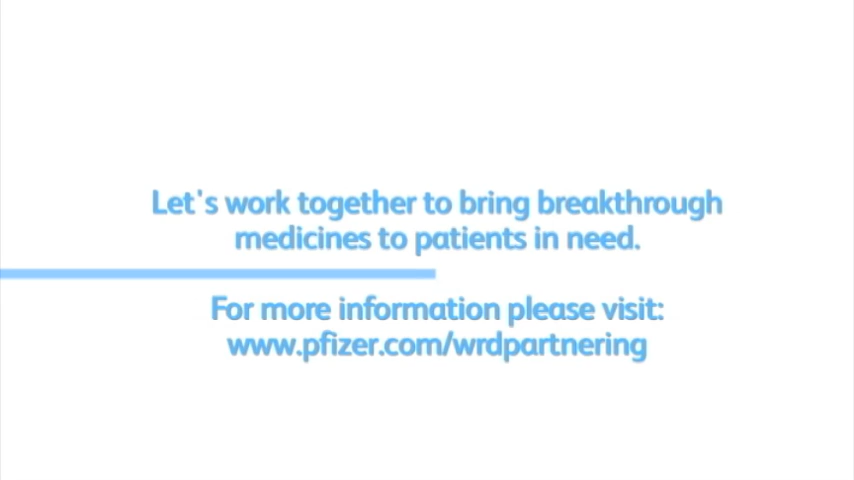 Let's work together to bring breakthrough
medicines to patients in need.
For more information please visit:
www.pfizer.com/wrdpartnering